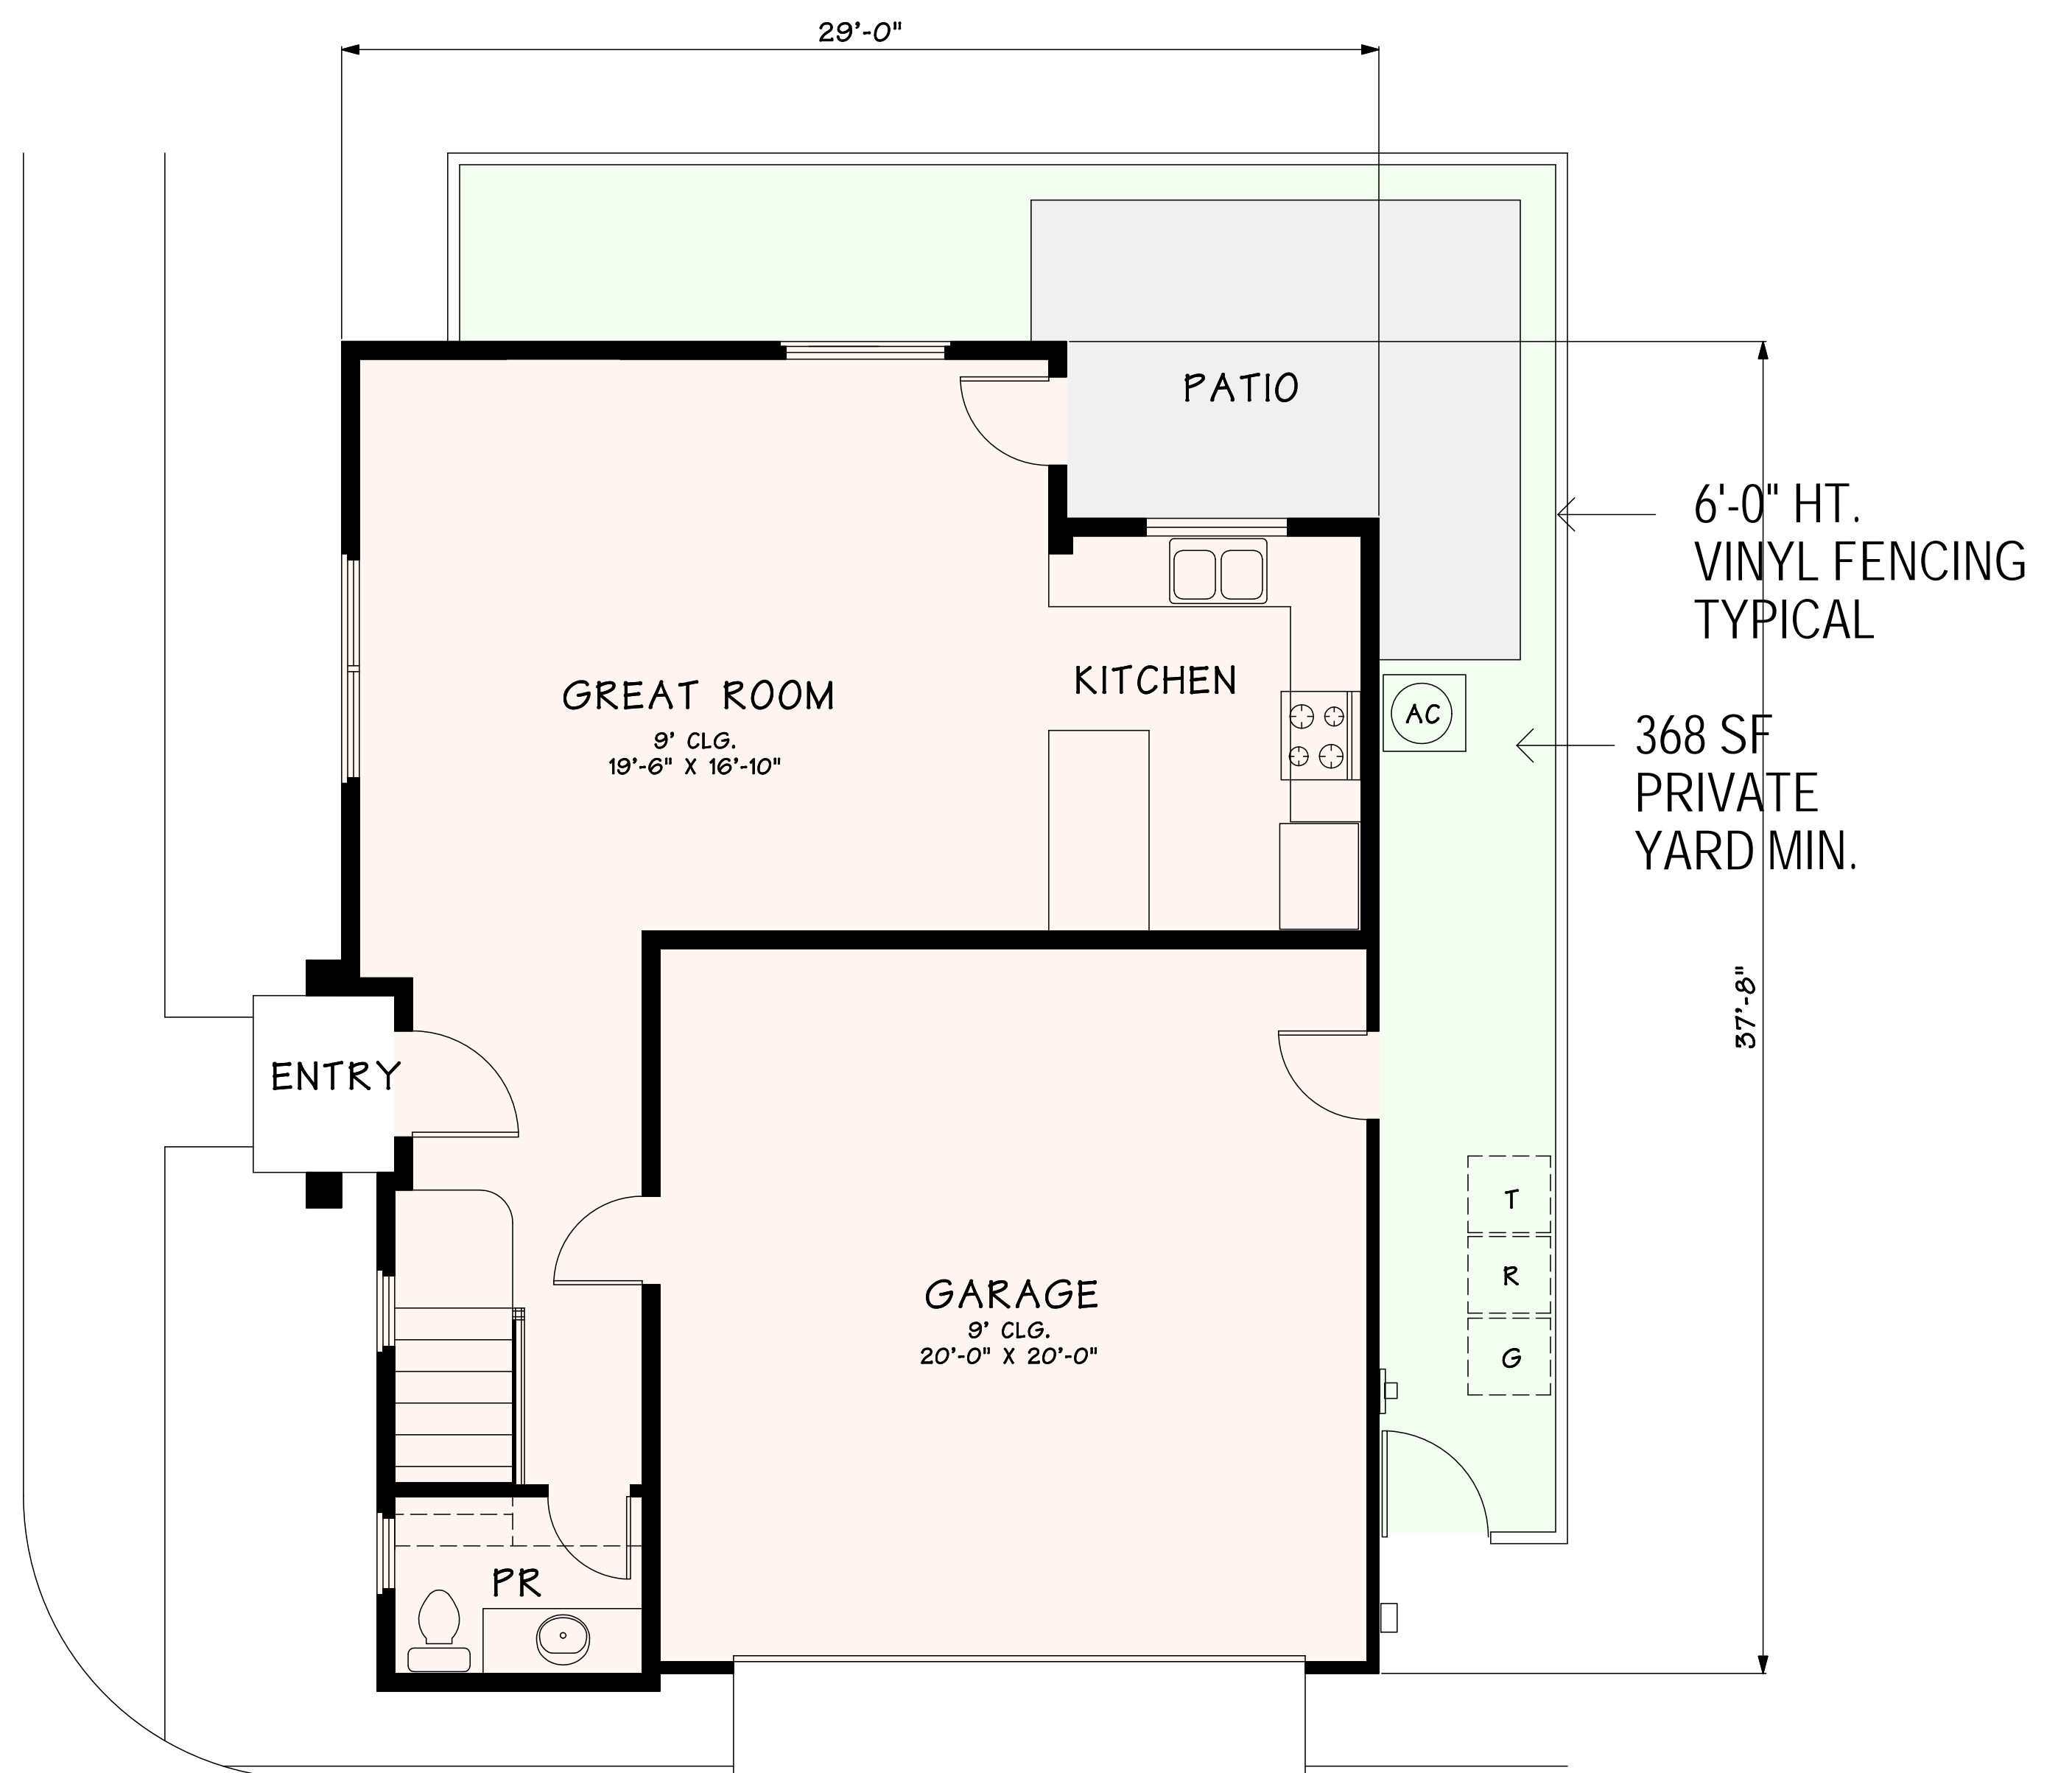 29'-0"
PATIO
6'-0" HT.
VINYL FENCING
TYPICAL
GREAT ROOM
9' CLG.
19'-6" X 16'-10"
KITCHEN
AC
368 SF
PRIVATE
YARD MIN.
37'-8"
ENTRY
T
R
G
GARAGE
9' CLG.
20'-0" X 20'-0"
PR